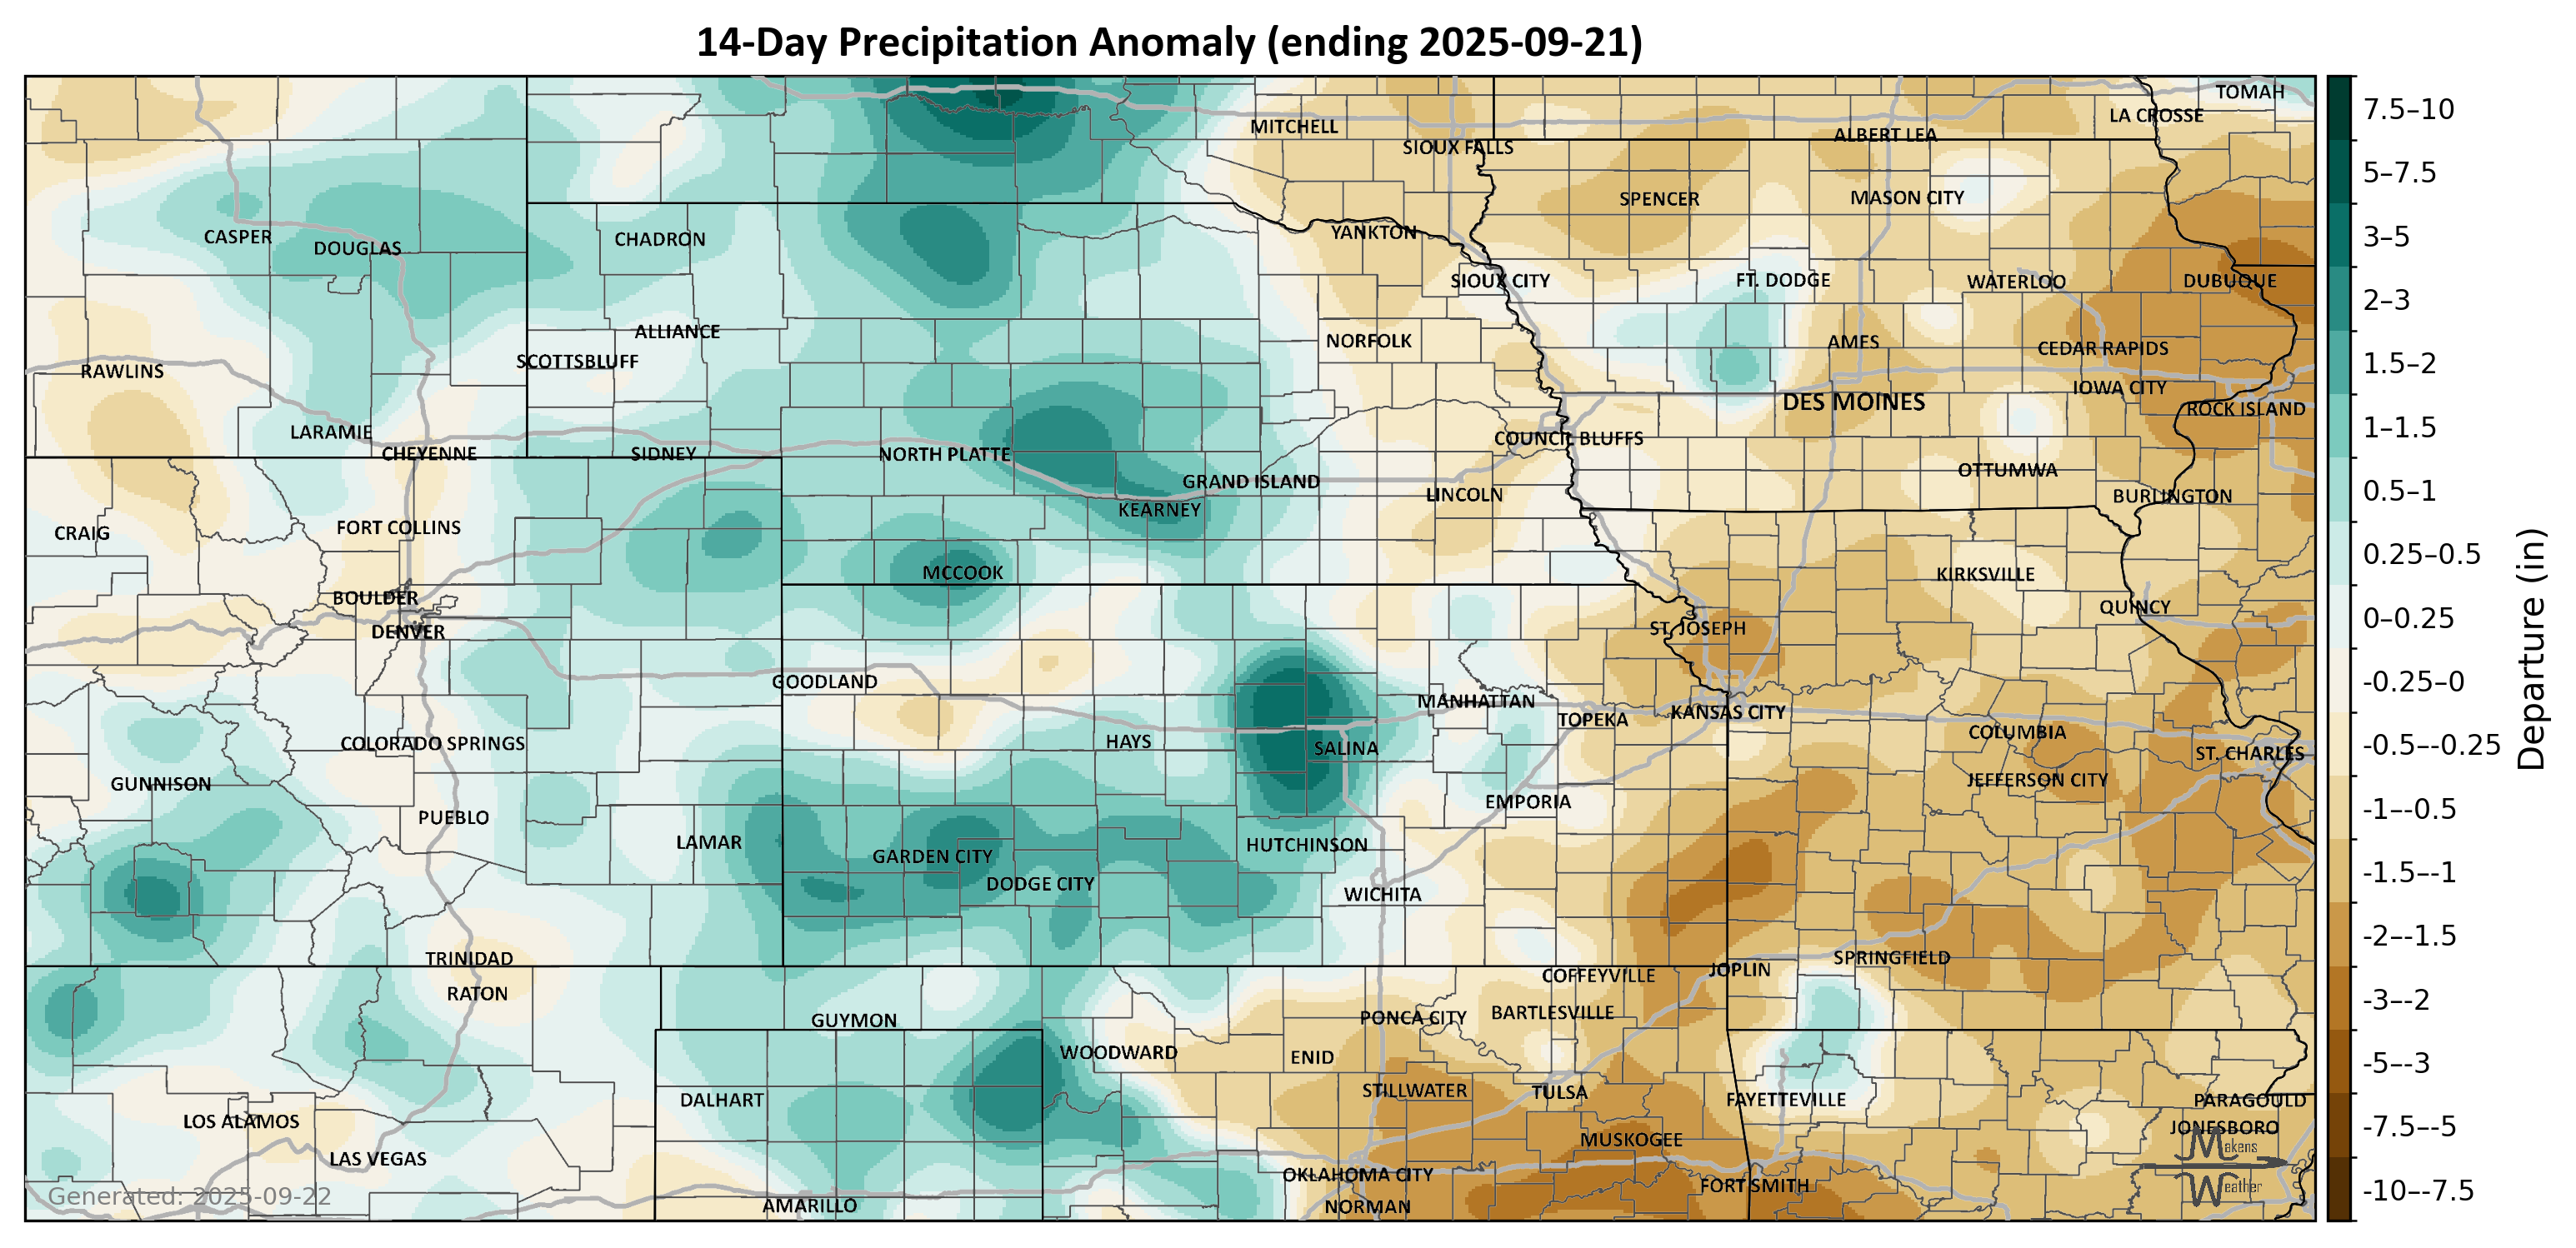 14-Day Precipitation Anomaly (ending 2025-09-21)
TOMAH
LA CROSSE
MITCHELL
ALBERT LEA
SIOUX FALLS
SPENCER
MASON CITY
CASPER
DOUGLAS
CHADRON
YANKTON
SIOUX CITY
FT. DODGE
WATERLOO
DUBUQUE
ALLIANCE
NORFOLK
AMES
CEDAR RAPIDS
SCOTTSBLUFF
RAWLINS
IOWA CITY
DES MOINES
ROCK ISLAND
LARAMIE
COUNCIL BLUFFS
CHEYENNE
SIDNEY
NORTH PLATTE
OTTUMWA
GRAND ISLAND
LINCOLN
BURLINGTON
KEARNEY
CRAIG
FORT COLLINS
MCCOOK
KIRKSVILLE
BOULDER
QUINCY
DENVER
ST. JOSEPH
GOODLAND
MANHATTAN
TOPEKA
KANSAS CITY
COLUMBIA
COLORADO SPRINGS
HAYS
SALINA
ST. CHARLES
GUNNISON
JEFFERSON CITY
EMPORIA
PUEBLO
LAMAR
HUTCHINSON
GARDEN CITY
DODGE CITY
WICHITA
TRINIDAD
SPRINGFIELD
JOPLIN
COFFEYVILLE
RATON
BARTLESVILLE
PONCA CITY
GUYMON
WOODWARD
ENID
STILLWATER
TULSA
DALHART
FAYETTEVILLE
PARAGOULD
LOS ALAMOS
JONESBORO
MUSKOGEE
LAS VEGAS
OKLAHOMA CITY
FORT SMITH
AMARILLO
NORMAN
Generated: 2025-09-22
Makens
Weather
7.5–10
5–7.5
3–5
2–3
1.5–2
1–1.5
0.5–1
0.25–0.5
0–0.25
-0.25–0
-0.5–-0.25
-1–-0.5
-1.5–-1
-2–-1.5
-3–-2
-5–-3
-7.5–-5
-10–-7.5
Departure (in)